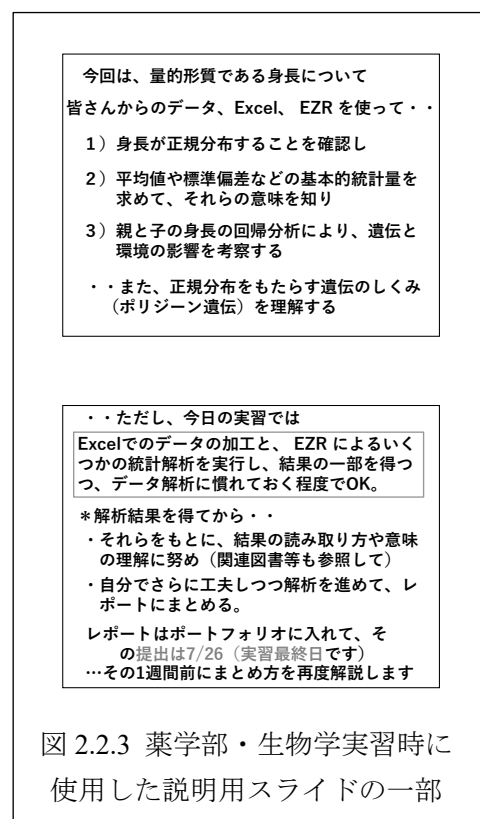 今回は、量的形質である身長について
皆さんからのデータ、Excel、 EZR を使って・・
１）身長が正規分布することを確認し
２）平均値や標準偏差などの基本的統計量を
求めて、それらの意味を知り
３）親と子の身長の回帰分析により、遺伝と
環境の影響を考察する
・・また、正規分布をもたらす遺伝のしくみ
（ポリジーン遺伝）を理解する
・・ただし、今日の実習では
Excelでのデータの加工と、 EZR によるいく
つかの統計解析を実行し、結果の一部を得つ
つ、データ解析に慣れておく程度でOK。
＊解析結果を得てから・・
・それらをもとに、結果の読み取り方や意味
の理解に努め（関連図書等も参照して）
・自分でさらに工夫しつつ解析を進めて、レ
ポートにまとめる。
レポートはポートフォリオに入れて、そ
の提出は7/26（実習最終日です）
…その1週間前にまとめ方を再度解説します
図 2.2.3 薬学部・生物学実習時に
使用した説明用スライドの一部